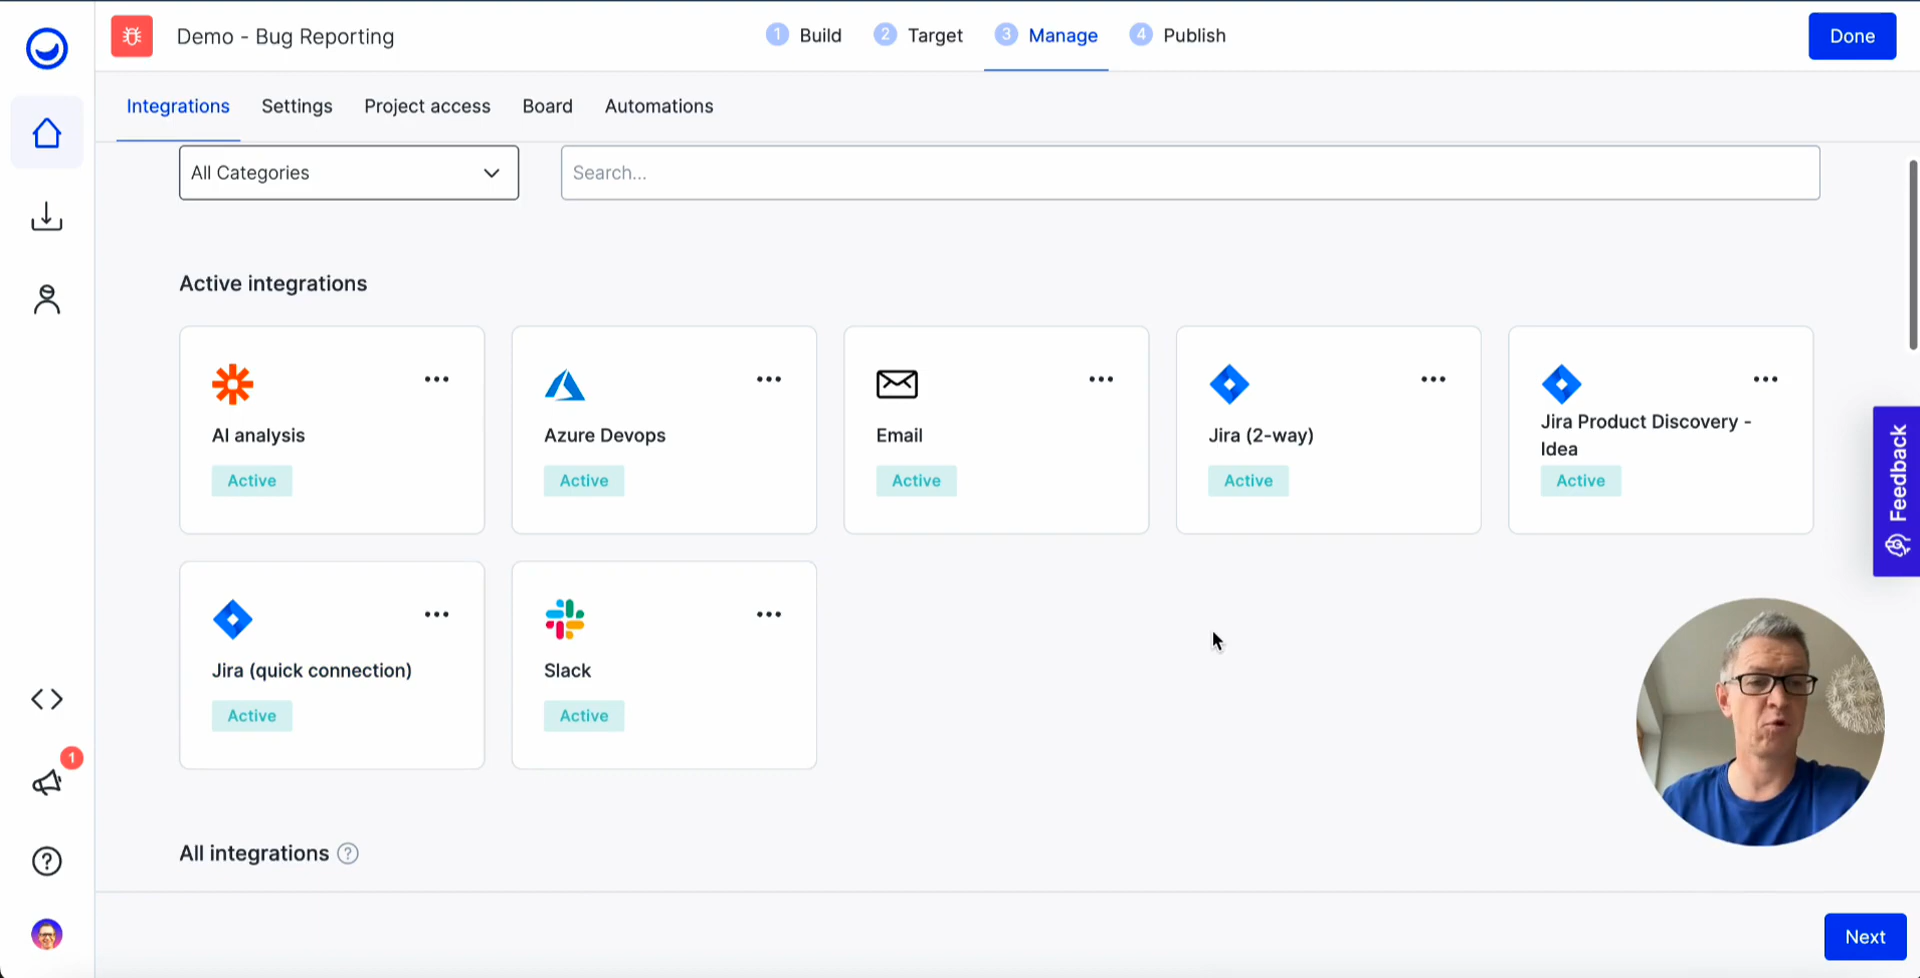 Demo - Bug Reporting
1 Build
2 Target
3 Manage
4 Publish
Done
Integrations
Settings
Project access
Board
Automations
All Categories
Search...
Active integrations
AI analysis
Active
Azure Devops
Active
Email
Active
Jira (2-way)
Active
Jira Product Discovery -
Idea
Active
Feedback
Jira (quick connection)
Active
Slack
Active
1
All integrations ?
?
Next